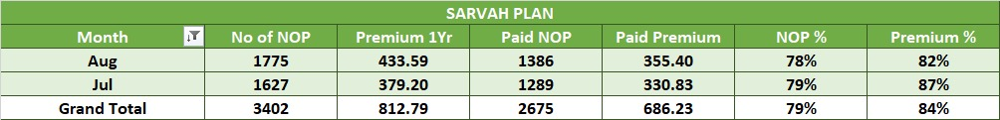 SARVAH PLAN
Month No of NOP Premium 1Yr Paid NOP Paid Premium NOP % Premium %
Aug 1775 433.59 1386 355.40 78% 82%
Jul 1627 379.20 1289 330.83 79% 87%
Grand Total 3402 812.79 2675 686.23 79% 84%